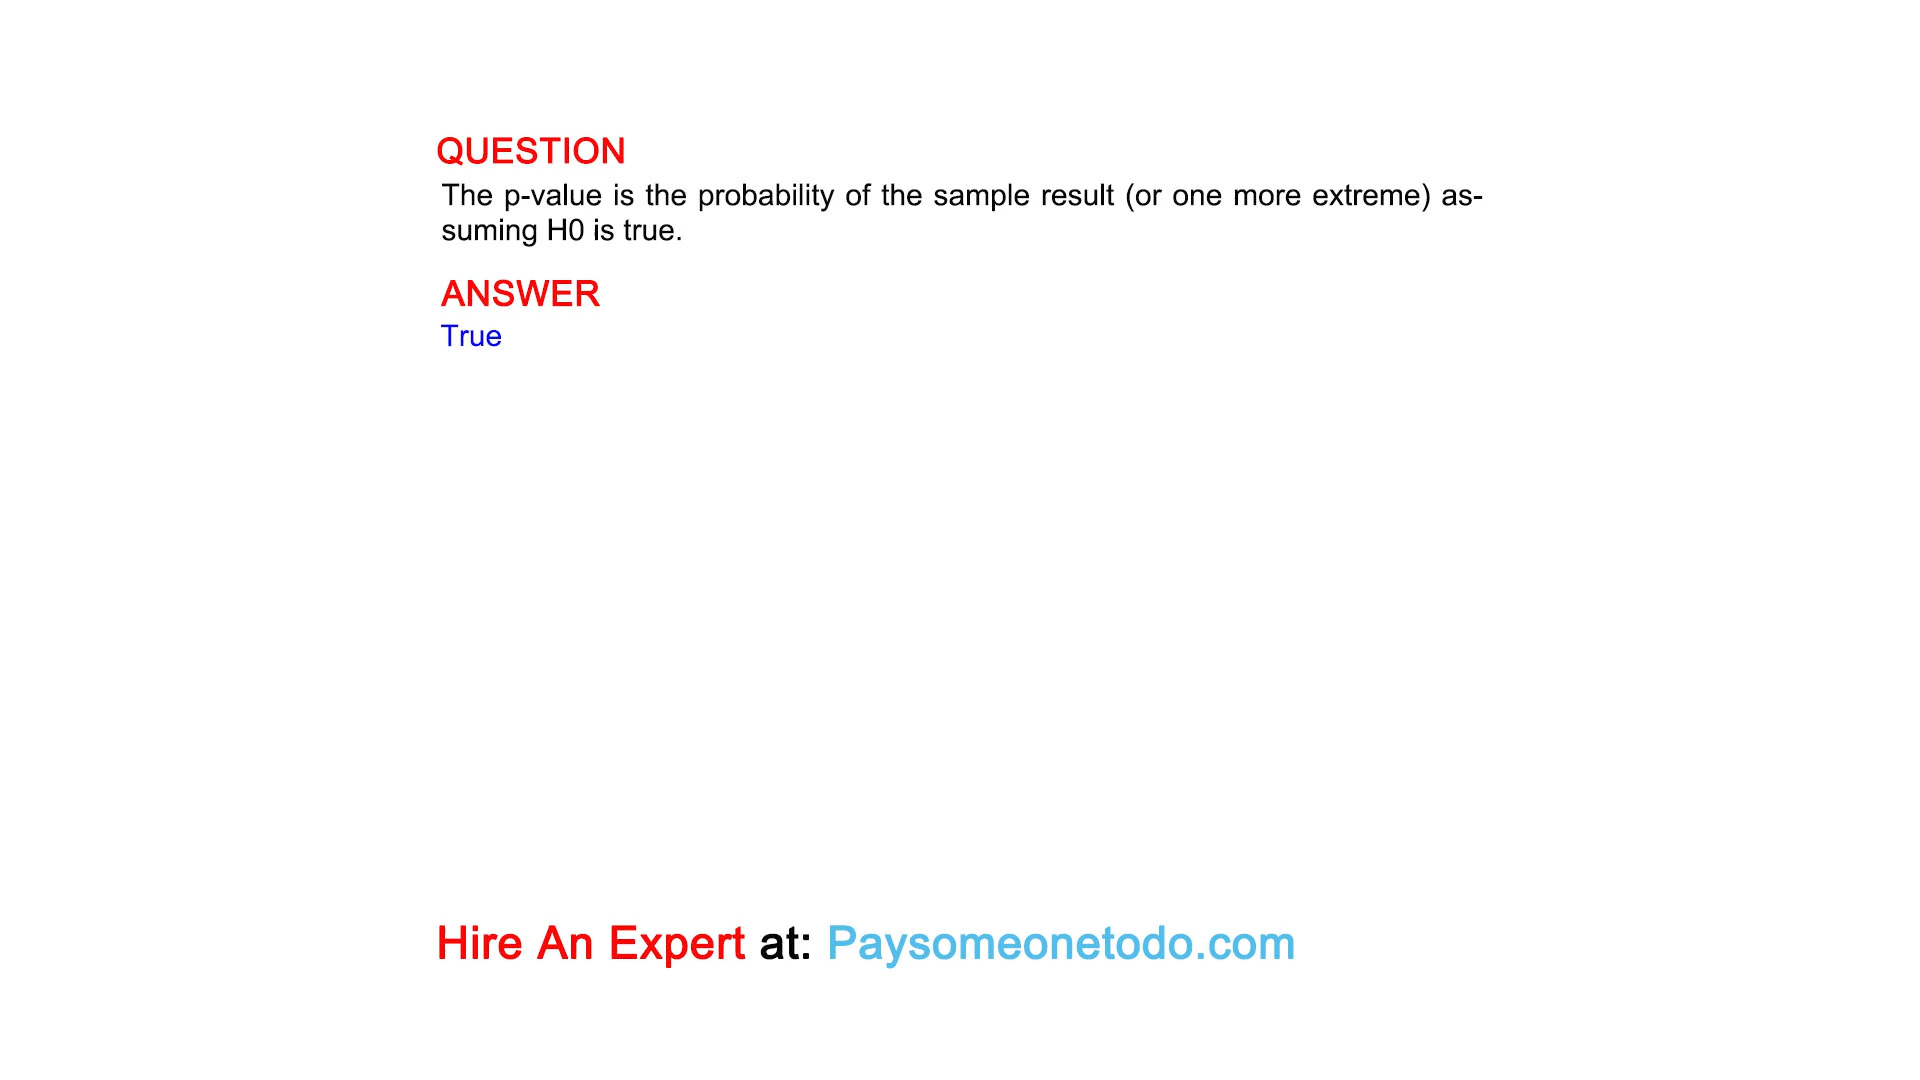 QUESTION
The p-value is the probability of the sample result (or one more extreme) as-
suming H0 is true.
ANSWER
True
Hire An Expert at: Paysomeonetodo.com